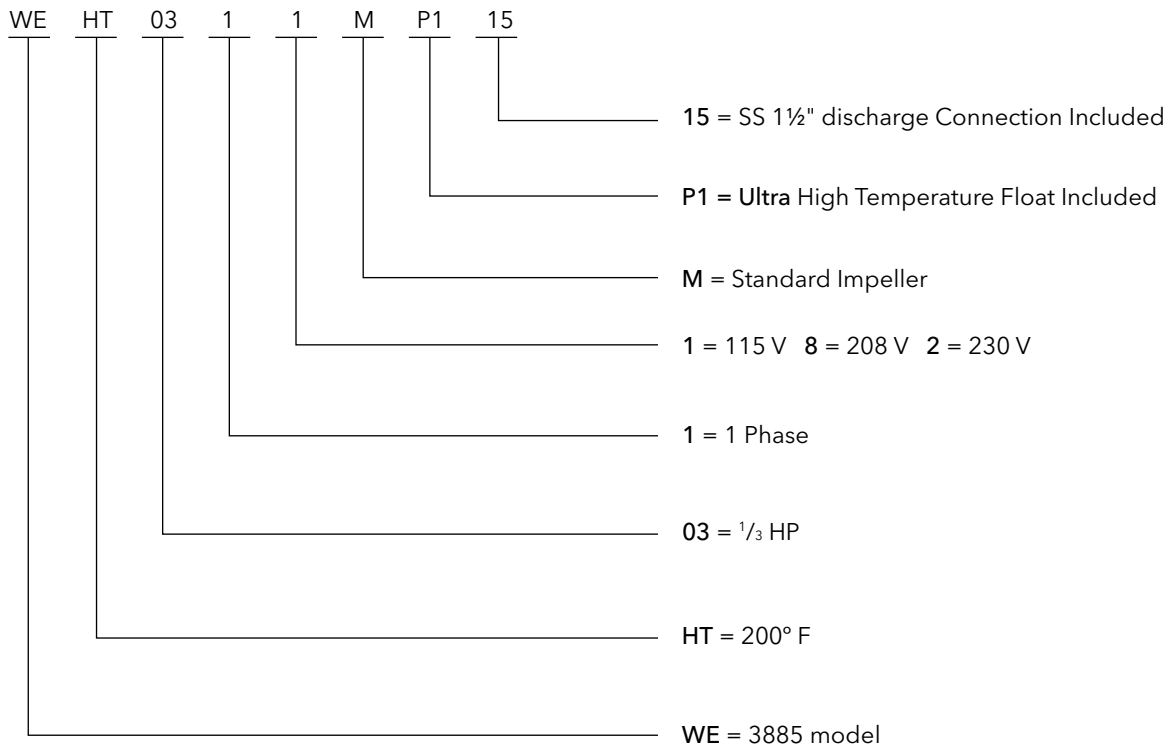 WE HT 03 1 1 M P1 15
15 = SS 1½" discharge Connection Included
P1 = Ultra High Temperature Float Included
M = Standard Impeller
1 = 115 V 8 = 208 V 2 = 230 V
1 = 1 Phase
03 = ¹/₃ HP
HT = 200º F
WE = 3885 model